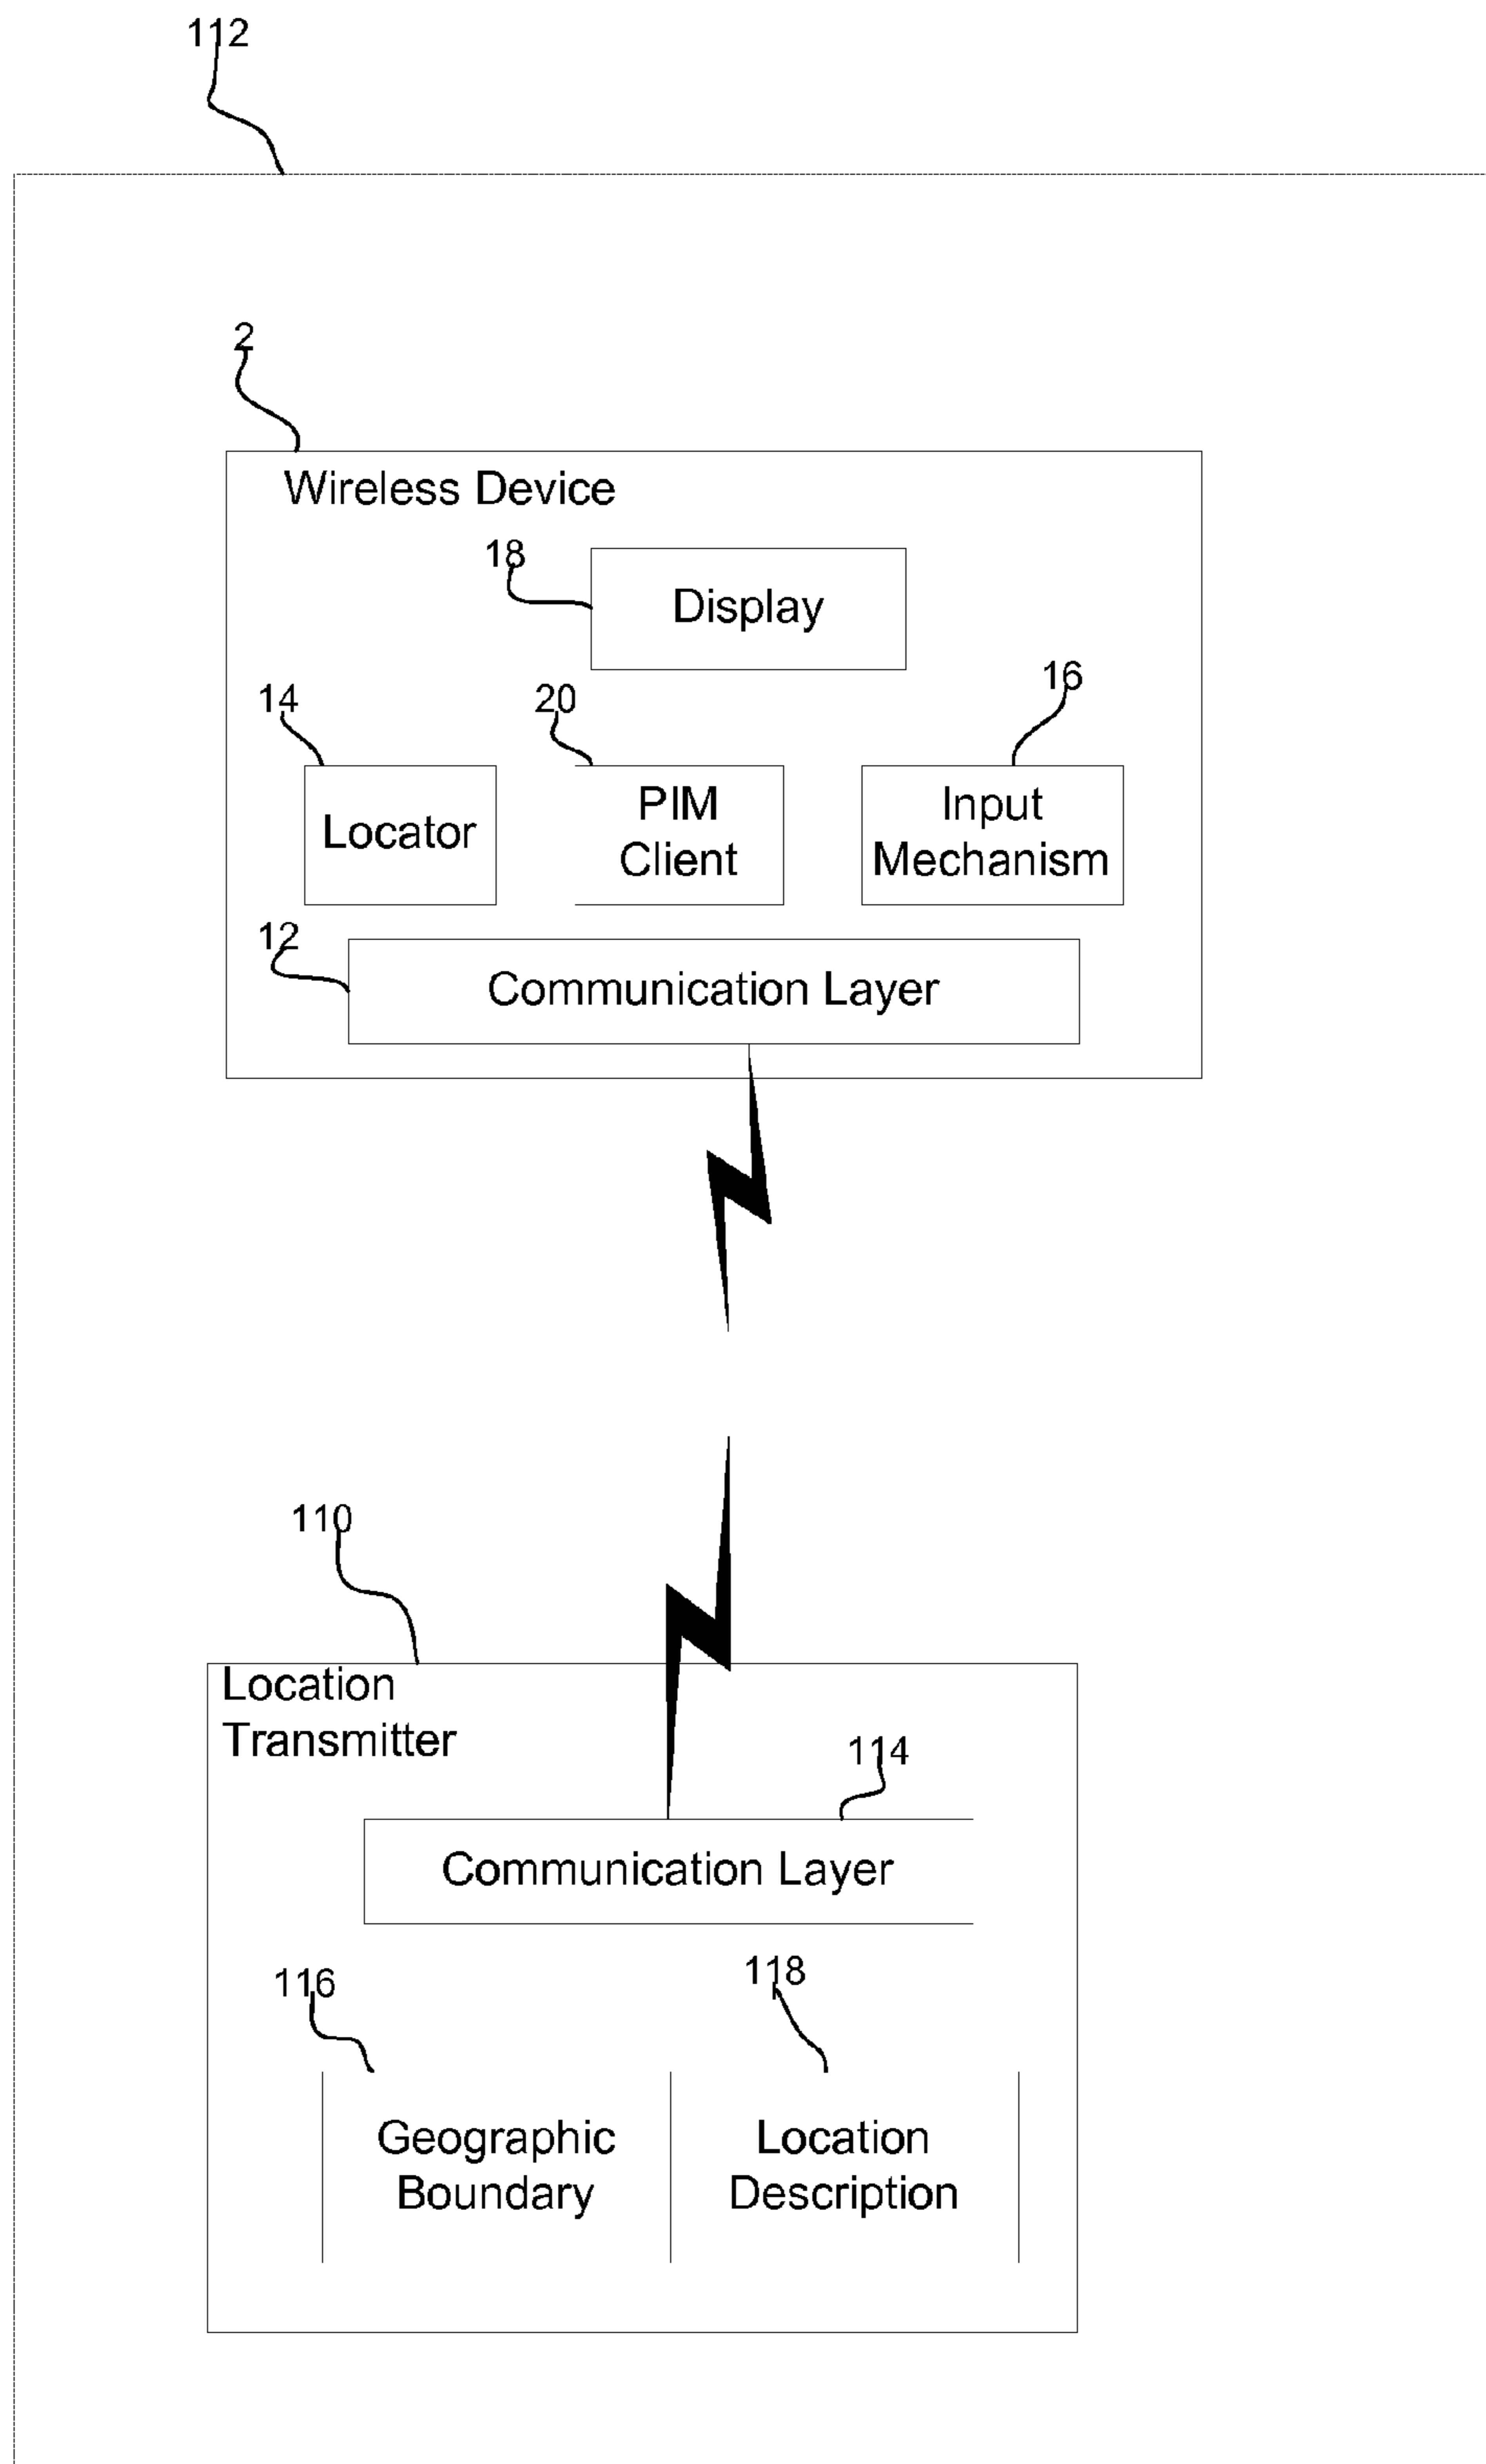 112
2
Wireless Device
18
Display
14
20
16
Locator
PIM
Client
Input
Mechanism
12
Communication Layer
110
Location
Transmitter
114
Communication Layer
116
118
Geographic
Boundary
Location
Description